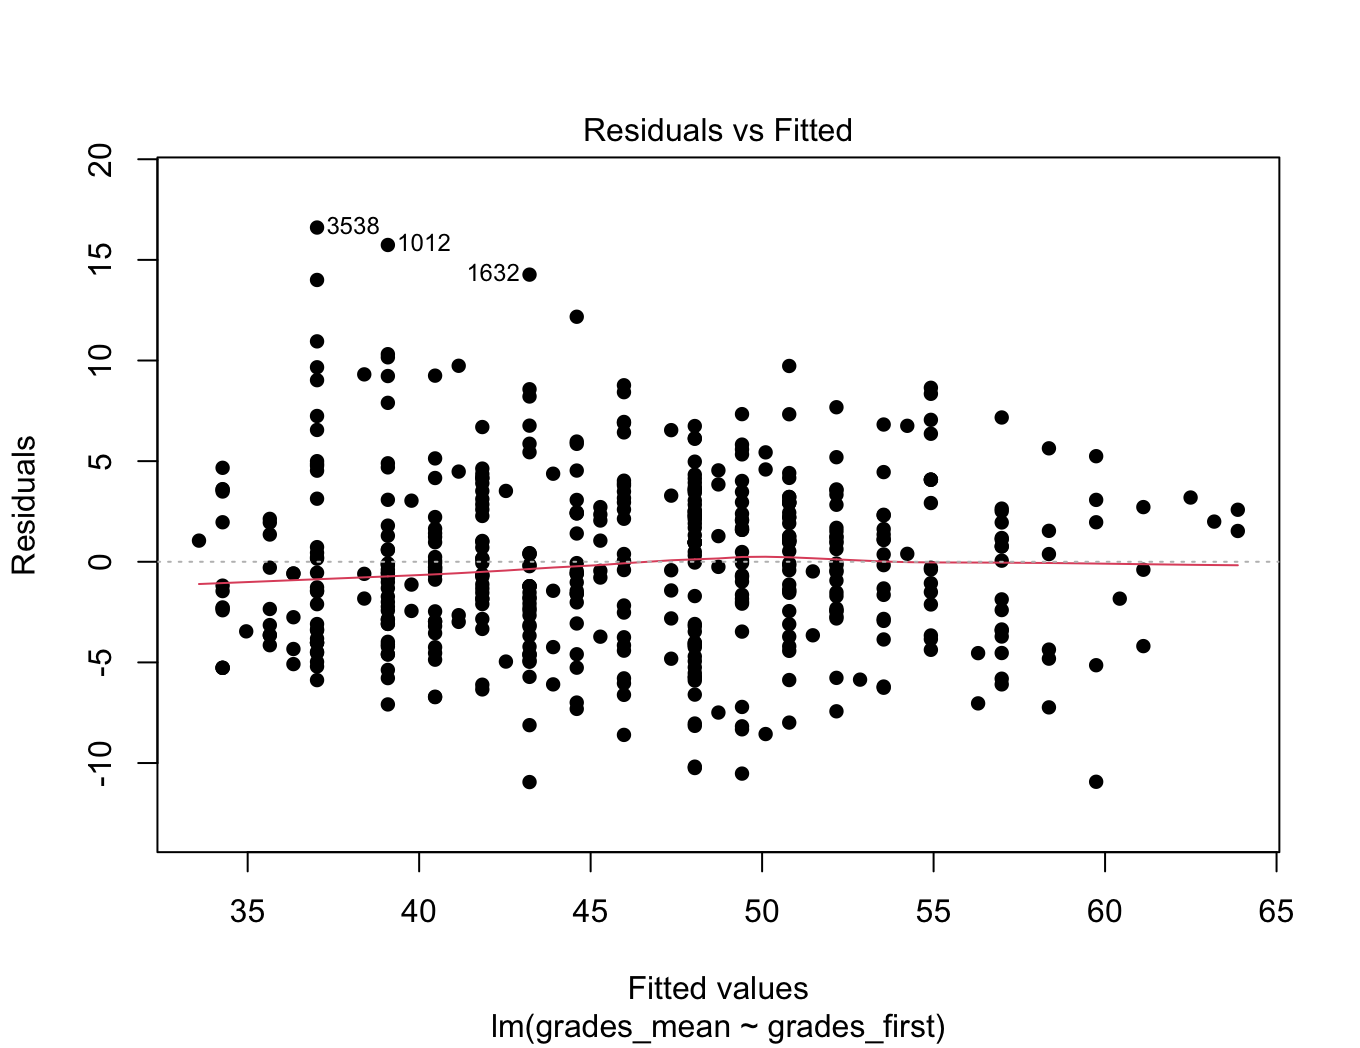 Residuals vs Fitted
20
15
10
5
0
-5
-10
Residuals
3538
1012
1632
35 40 45 50 55 60 65
Fitted values
lm(grades_mean ~ grades_first)